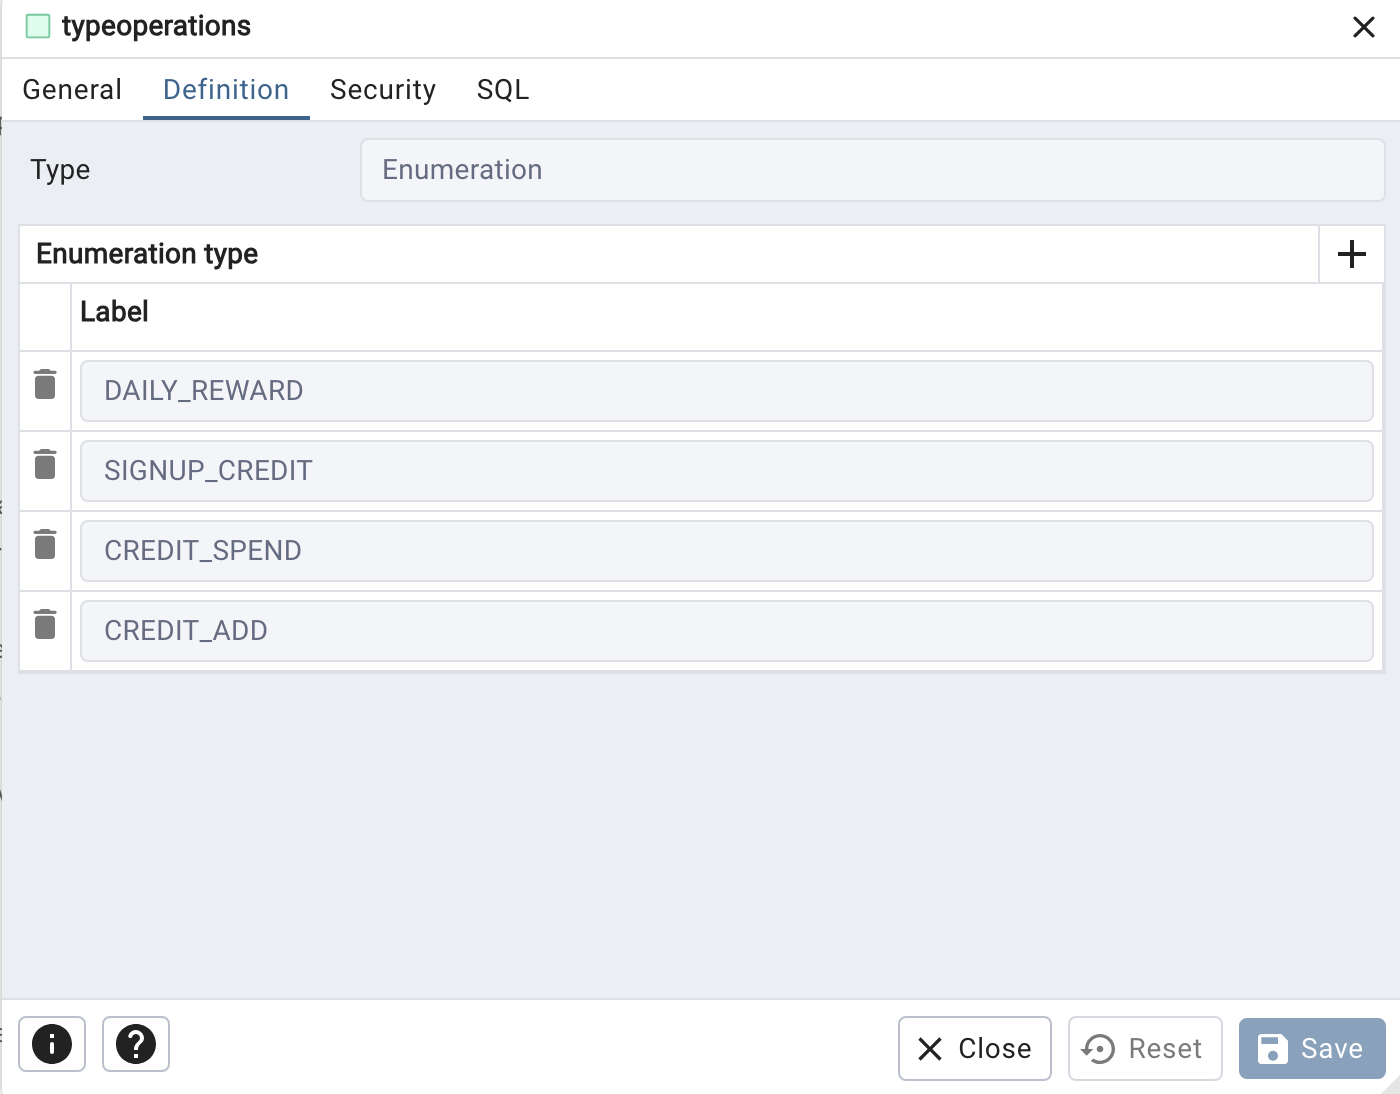 typeoperations
General Definition Security SQL
Type Enumeration
Enumeration type
Label
DAILY_REWARD
SIGNUP_CREDIT
CREDIT_SPEND
CREDIT_ADD
Close Reset Save